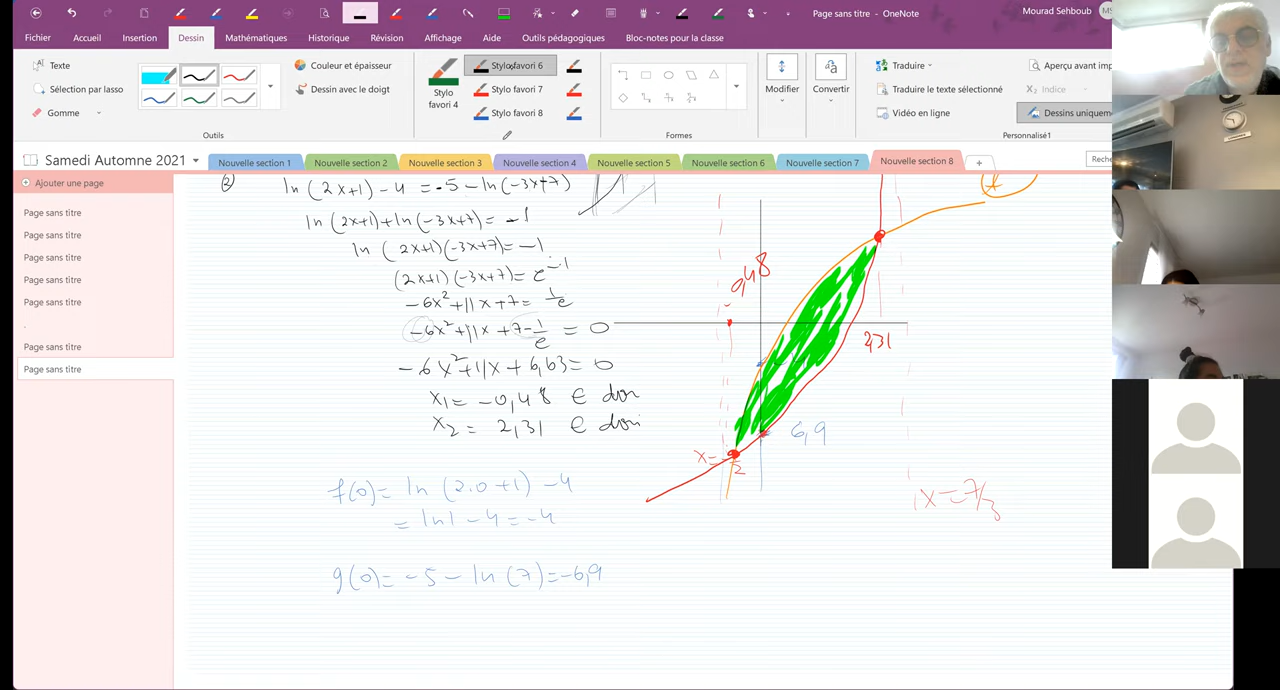 Page sans titre - OneNote
Mourad Sehboub
Fichier Accueil Insertion Dessin Mathématiques Historique Révision Affichage Aide Outils pédagogiques Bloc-notes pour la classe
Texte
Sélection par lasso
Gomme
Outils
Couleur et épaisseur
Dessin avec le doigt
Stylo favori 4
Stylo favori 6
Stylo favori 7
Stylo favori 8
Formes
Modifier
Convertir
Traduire
Traduire le texte sélectionné
Vidéo en ligne
Aperçu avant imp
Indice
Dessins uniqueme
Personnalisé1
Samedi Automne 2021
Nouvelle section 1 Nouvelle section 2 Nouvelle section 3 Nouvelle section 4 Nouvelle section 5 Nouvelle section 6 Nouvelle section 7 Nouvelle section 8 +
Reche
Ajouter une page
Page sans titre
Page sans titre
Page sans titre
Page sans titre
.
Page sans titre
Page sans titre
② ln(2x+1) - 4 = -5 - ln(-3x+7)
ln(2x+1) + ln(-3x+7) = -1
ln(2x+1)(-3x+7) = -1
(2x+1)(-3x+7) = e^-1
-6x²+11x+7 = 1/e
-6x²+11x+7-1/e = 0
-6x²+11x+6,63 = 0
x1 = -0,48 ∈ dom
x2 = 2,31 ∈ dom
f(0) = ln(2.0+1) - 4
= ln1 - 4 = -4
g(0) = -5 - ln(7) = -6,9
0,48
2,31
6,9
x=
2
x = 7/3